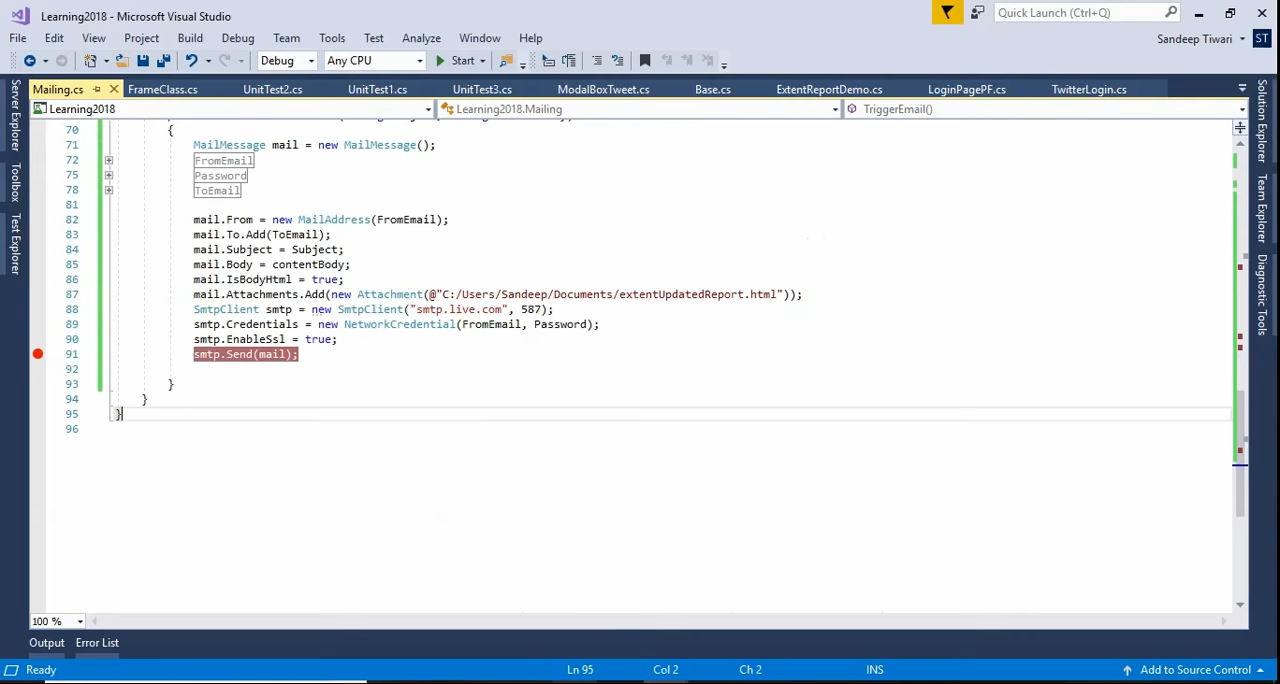 Learning2018 - Microsoft Visual Studio
Quick Launch (Ctrl+Q)
File Edit View Project Build Debug Team Tools Test Analyze Window Help
Sandeep Tiwari ST
Debug Any CPU Start
Mailing.cs FrameClass.cs UnitTest2.cs UnitTest1.cs UnitTest3.cs ModalBoxTweet.cs Base.cs ExtentReportDemo.cs LoginPagePF.cs TwitterLogin.cs
Learning2018 Learning2018.Mailing TriggerEmail()
Server Explorer
Toolbox
Test Explorer
70 {
71 MailMessage mail = new MailMessage();
72 FromEmail
75 Password
78 ToEmail
81
82 mail.From = new MailAddress(FromEmail);
83 mail.To.Add(ToEmail);
84 mail.Subject = Subject;
85 mail.Body = contentBody;
86 mail.IsBodyHtml = true;
87 mail.Attachments.Add(new Attachment(@"C:/Users/Sandeep/Documents/extentUpdatedReport.html"));
88 SmtpClient smtp = new SmtpClient("smtp.live.com", 587);
89 smtp.Credentials = new NetworkCredential(FromEmail, Password);
90 smtp.EnableSsl = true;
91 smtp.Send(mail);
92
93 }
94 }
95 }
96
Solution Explorer
Team Explorer
Diagnostic Tools
100 %
Output Error List
Ready Ln 95 Col 2 Ch 2 INS Add to Source Control